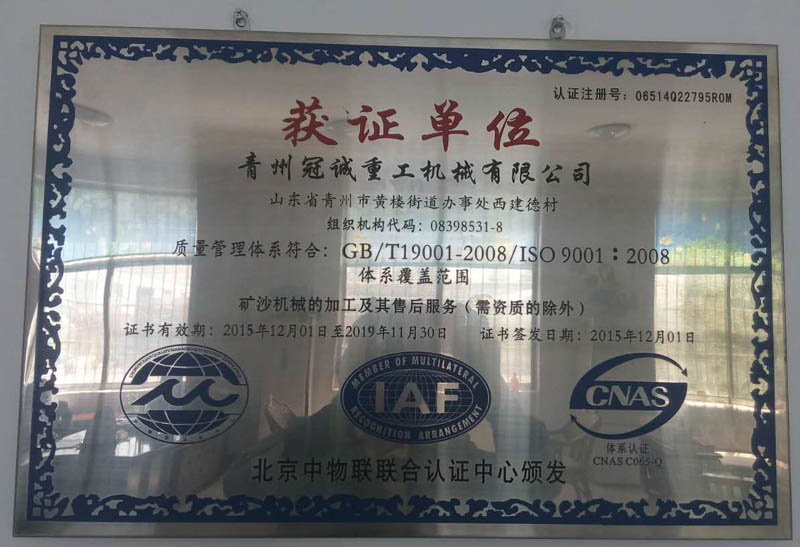 认证注册号：06514Q22795R0M
获证单位
青州冠诚重工机械有限公司
山东省青州市黄楼街道办事处西建德村
组织机构代码：08398531-8
质量管理体系符合：GB/T19001-2008/ISO 9001：2008
体系覆盖范围
矿沙机械的加工及其售后服务（需资质的除外）
证书有效期：2015年12月01日至2019年11月30日 证书签发日期：2015年12月01日
MEMBER OF MULTILATERAL
IAF
RECOGNITION ARRANGEMENT
CNAS
体系认证
CNAS C065-Q
北京中物联联合认证中心颁发